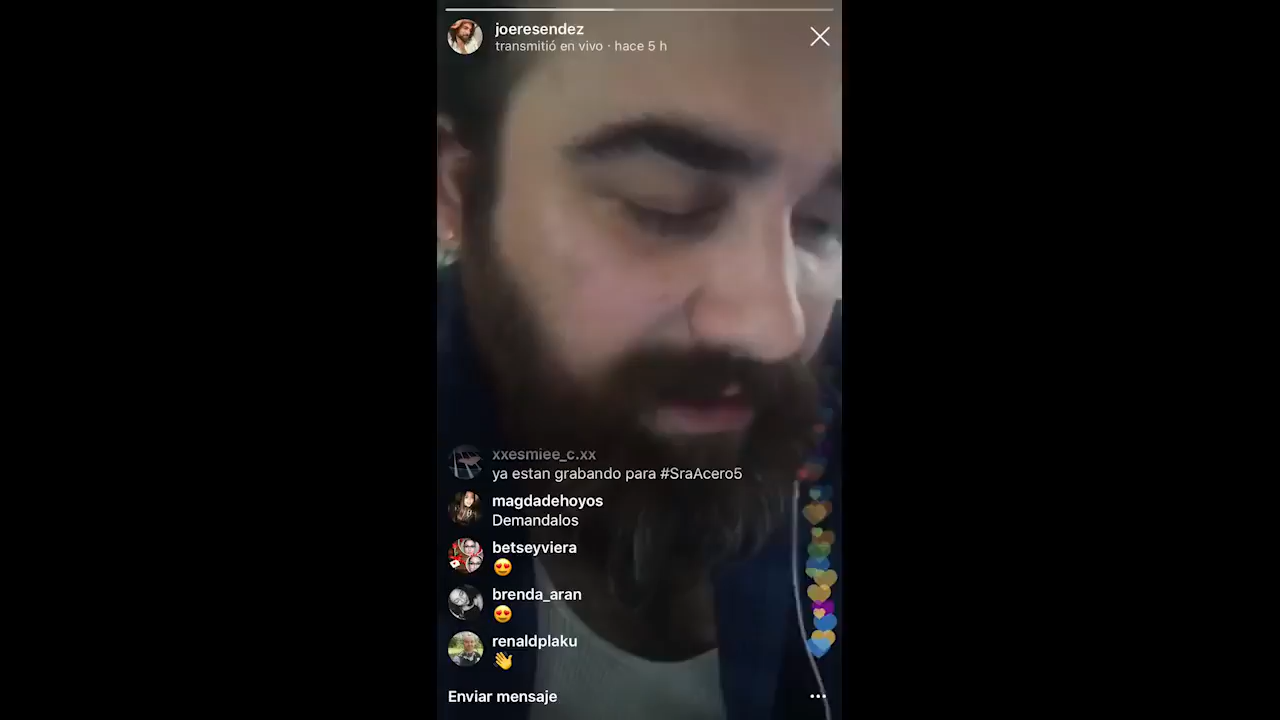 joeresendez
transmitió en vivo · hace 5 h
xxesmiee_c.xx
ya estan grabando para #SraAcero5
magdadehoyos
Demandalos
betseyviera
😍
brenda_aran
😍
renaldplaku
👋
Enviar mensaje